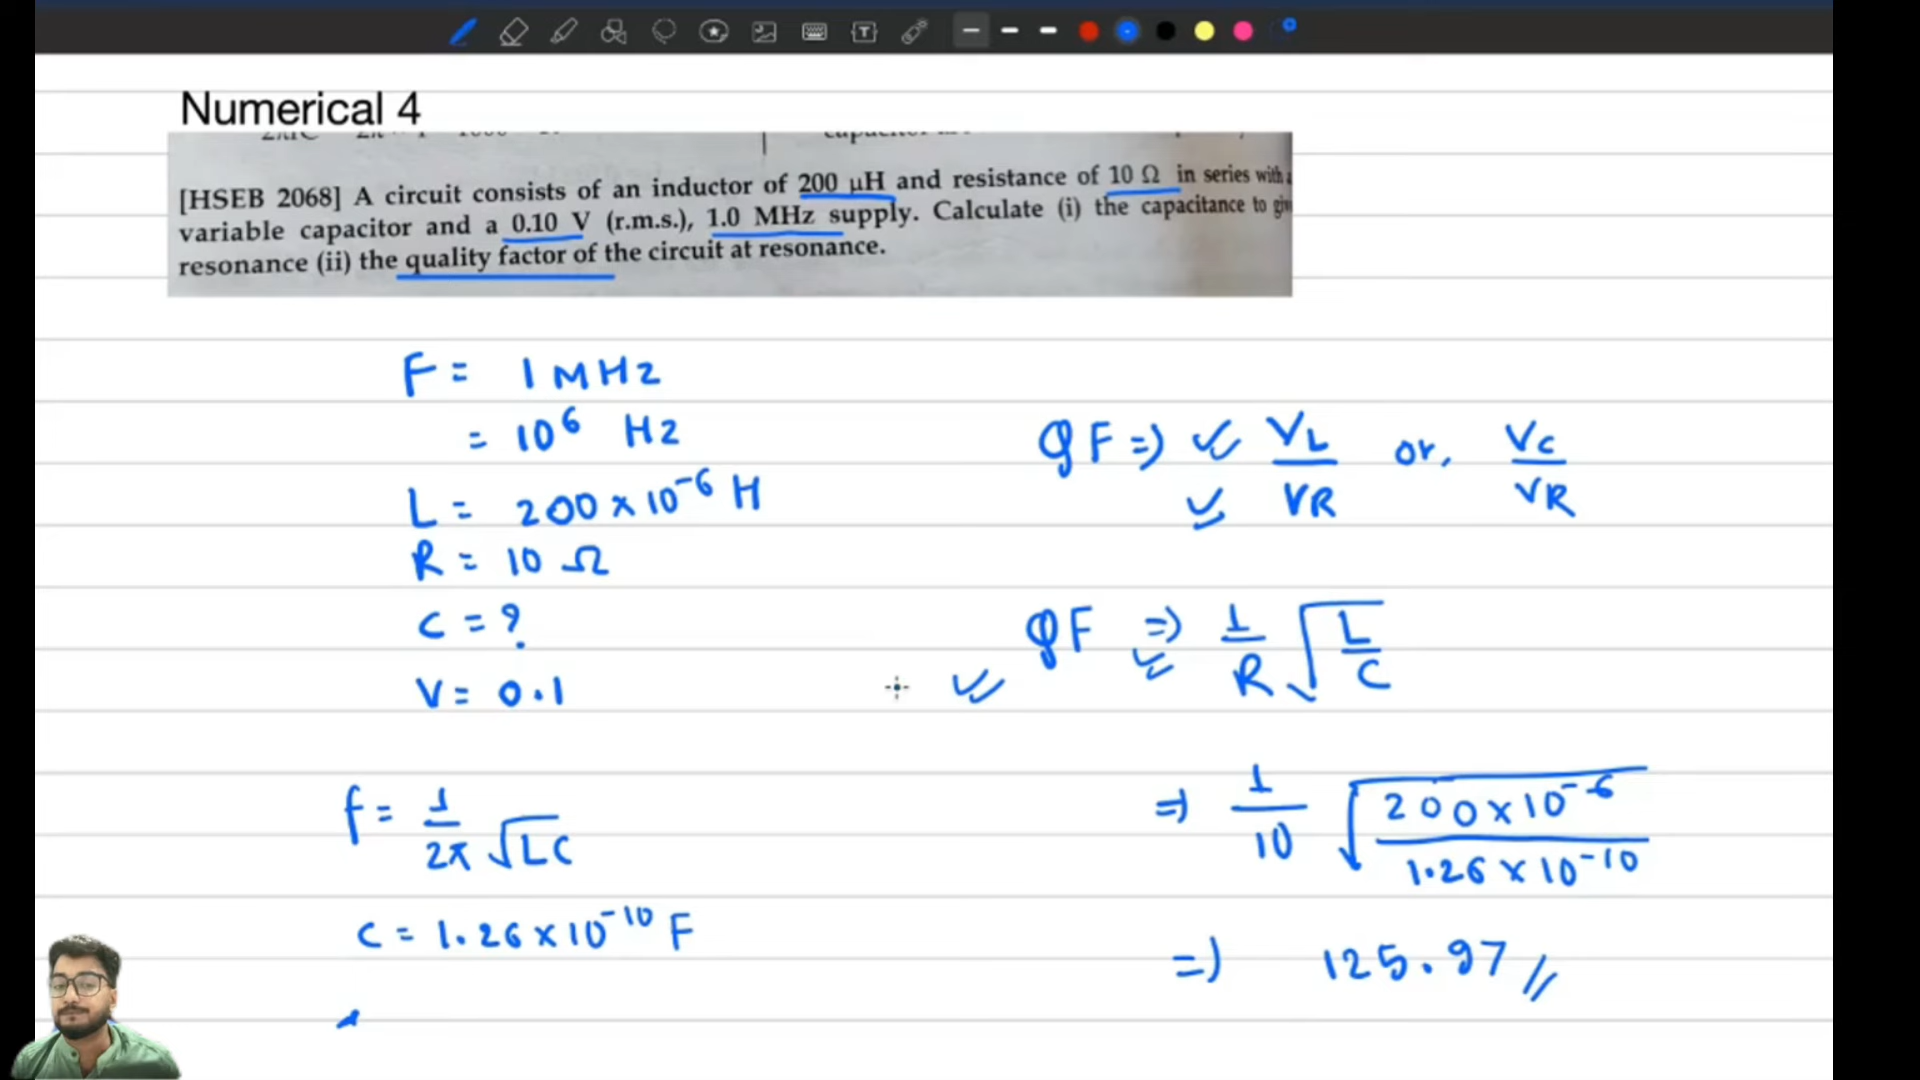 Numerical 4
[HSEB 2068] A circuit consists of an inductor of 200 μH and resistance of 10 Ω in series with
variable capacitor and a 0.10 V (r.m.s.), 1.0 MHz supply. Calculate (i) the capacitance to
resonance (ii) the quality factor of the circuit at resonance.
F = 1 MHz
= 10⁶ Hz
L = 200 × 10⁻⁶ H
R = 10 Ω
C = ?
V = 0.1
f = 1/2π √LC
C = 1.26 × 10⁻¹⁰ F
QF => VL/VR or, VC/VR
QF => 1/R √L/C
=> 1/10 √200×10⁻⁶/1.26×10⁻¹⁰
=> 125.97 //